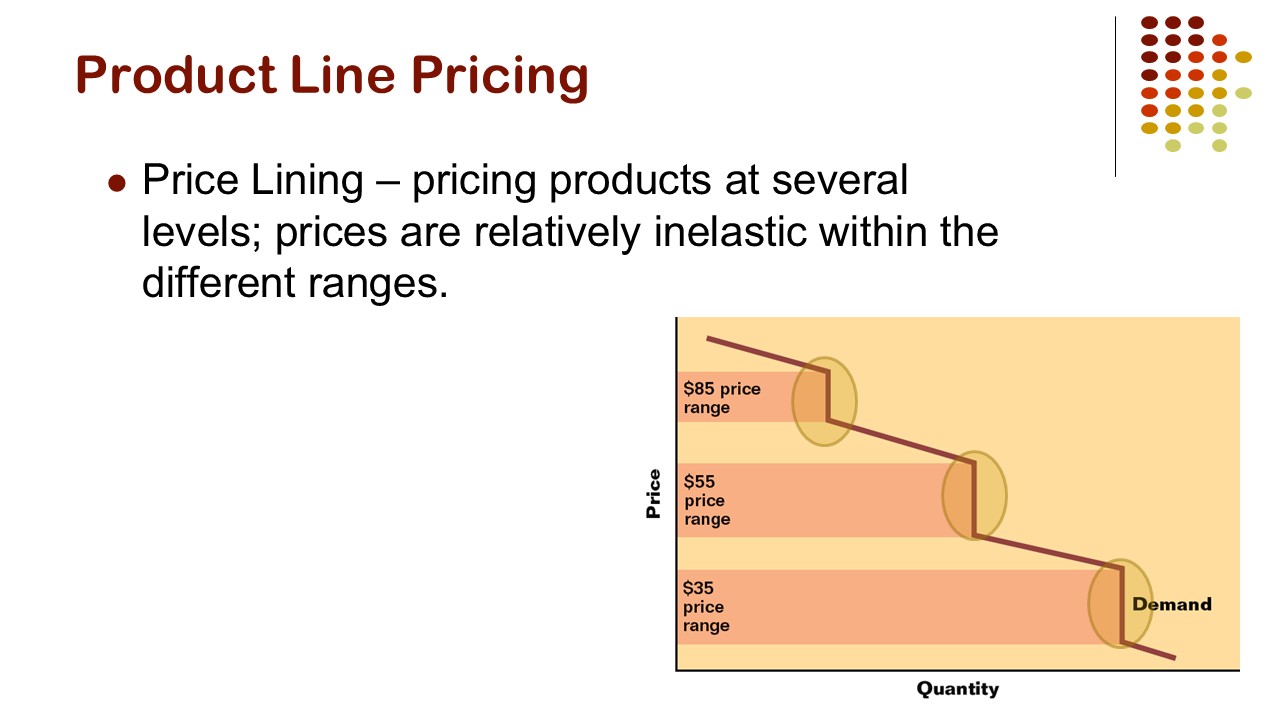 Product Line Pricing
Price Lining – pricing products at several
levels; prices are relatively inelastic within the
different ranges.
$85 price
range
$55
price
range
$35
price
range
Price
Demand
Quantity